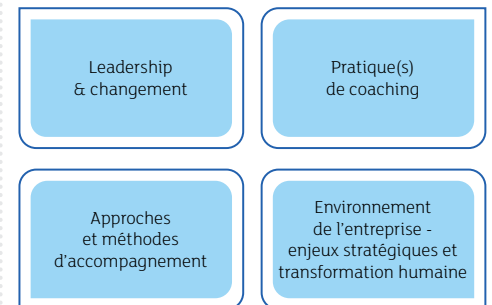 Leadership
& changement
Pratique(s)
de coaching
Approches
et méthodes
d'accompagnement
Environnement
de l'entreprise -
enjeux stratégiques et
transformation humaine